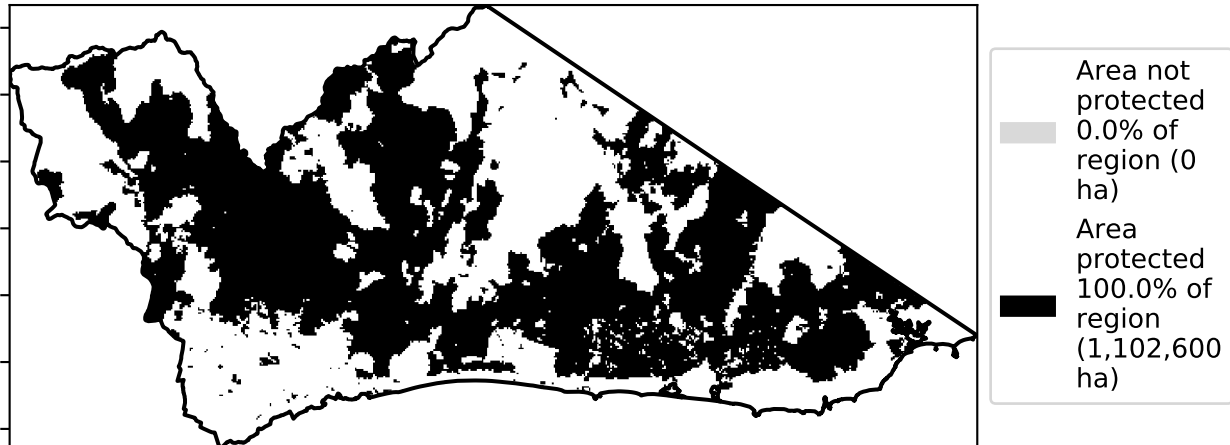 Area not
protected
0.0% of
region (0
ha)
Area
protected
100.0% of
region
(1,102,600
ha)